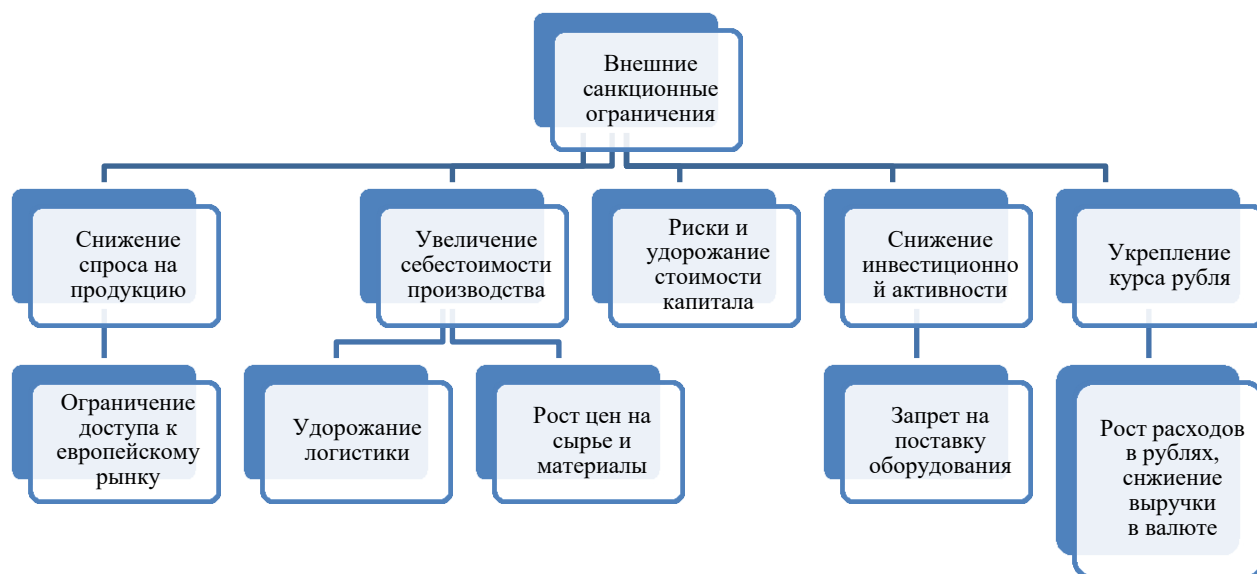 Внешние
санкционные
ограничения
Снижение
спроса на
продукцию
Увеличение
себестоимости
производства
Риски и
удорожание
стоимости
капитала
Снижение
инвестиционно
й активности
Укрепление
курса рубля
Ограничение
доступа к
европейскому
рынку
Удорожание
логистики
Рост цен на
сырье и
материалы
Запрет на
поставку
оборудования
Рост расходов
в рублях,
снжиение
выручки
в валюте